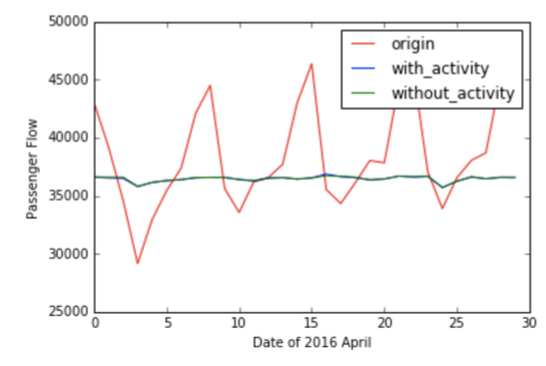 50000
45000
40000
35000
30000
25000
Passenger Flow
origin
with_activity
without_activity
0 5 10 15 20 25 30
Date of 2016 April